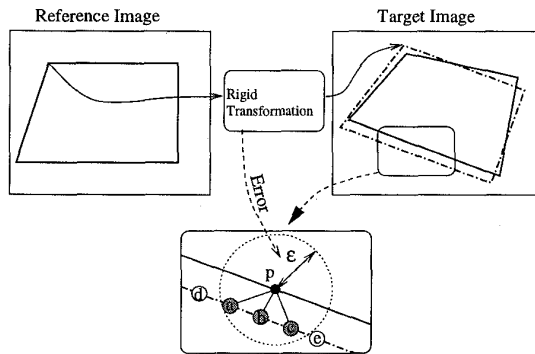 Reference Image
Target Image
Rigid
Transformation
Error
ε
p
d
a
b
c
e